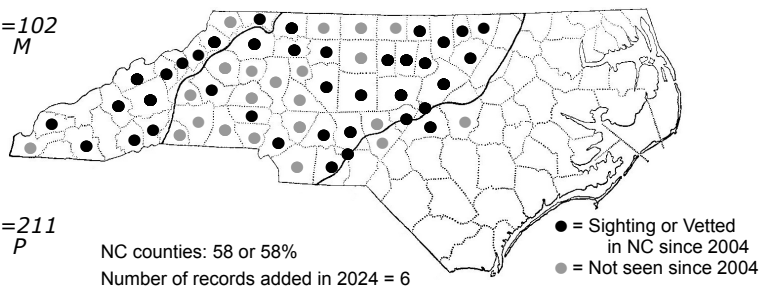 =102
M
=211
P
NC counties: 58 or 58%
Number of records added in 2024 = 6
= Sighting or Vetted
in NC since 2004
= Not seen since 2004